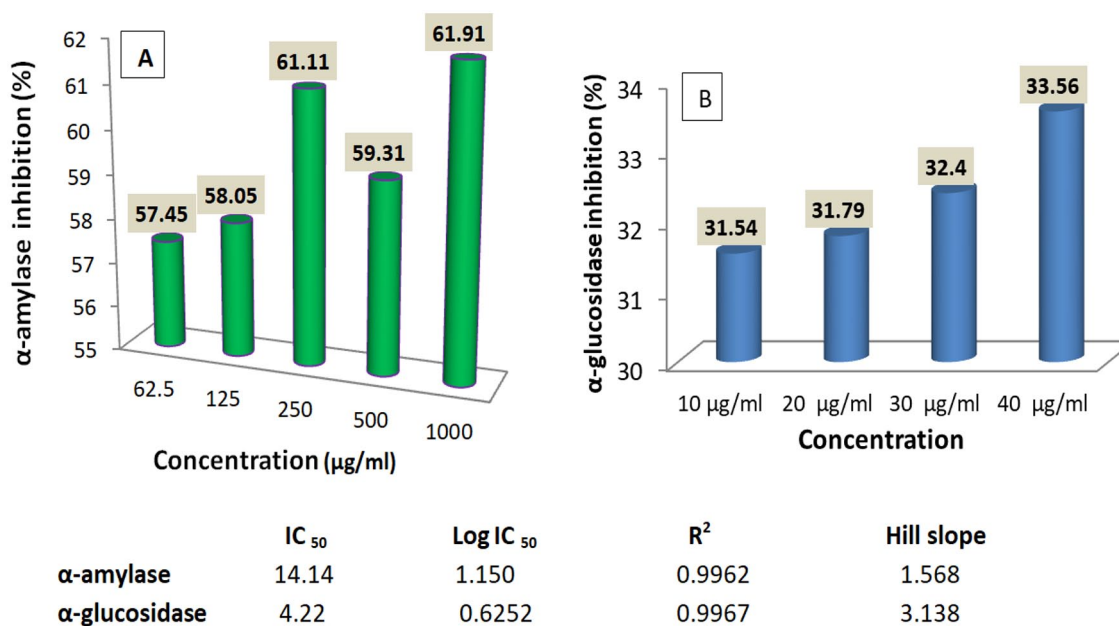 A
α-amylase inhibition (%)
62
61
60
59
58
57
56
55
57.45
58.05
61.11
59.31
61.91
62.5
125
250
500
1000
Concentration (µg/ml)
B
α-glucosidase inhibition (%)
34
33
32
31
30
31.54
31.79
32.4
33.56
10 µg/ml 20 µg/ml 30 µg/ml 40 µg/ml
Concentration
IC 50 Log IC 50 R² Hill slope
α-amylase 14.14 1.150 0.9962 1.568
α-glucosidase 4.22 0.6252 0.9967 3.138